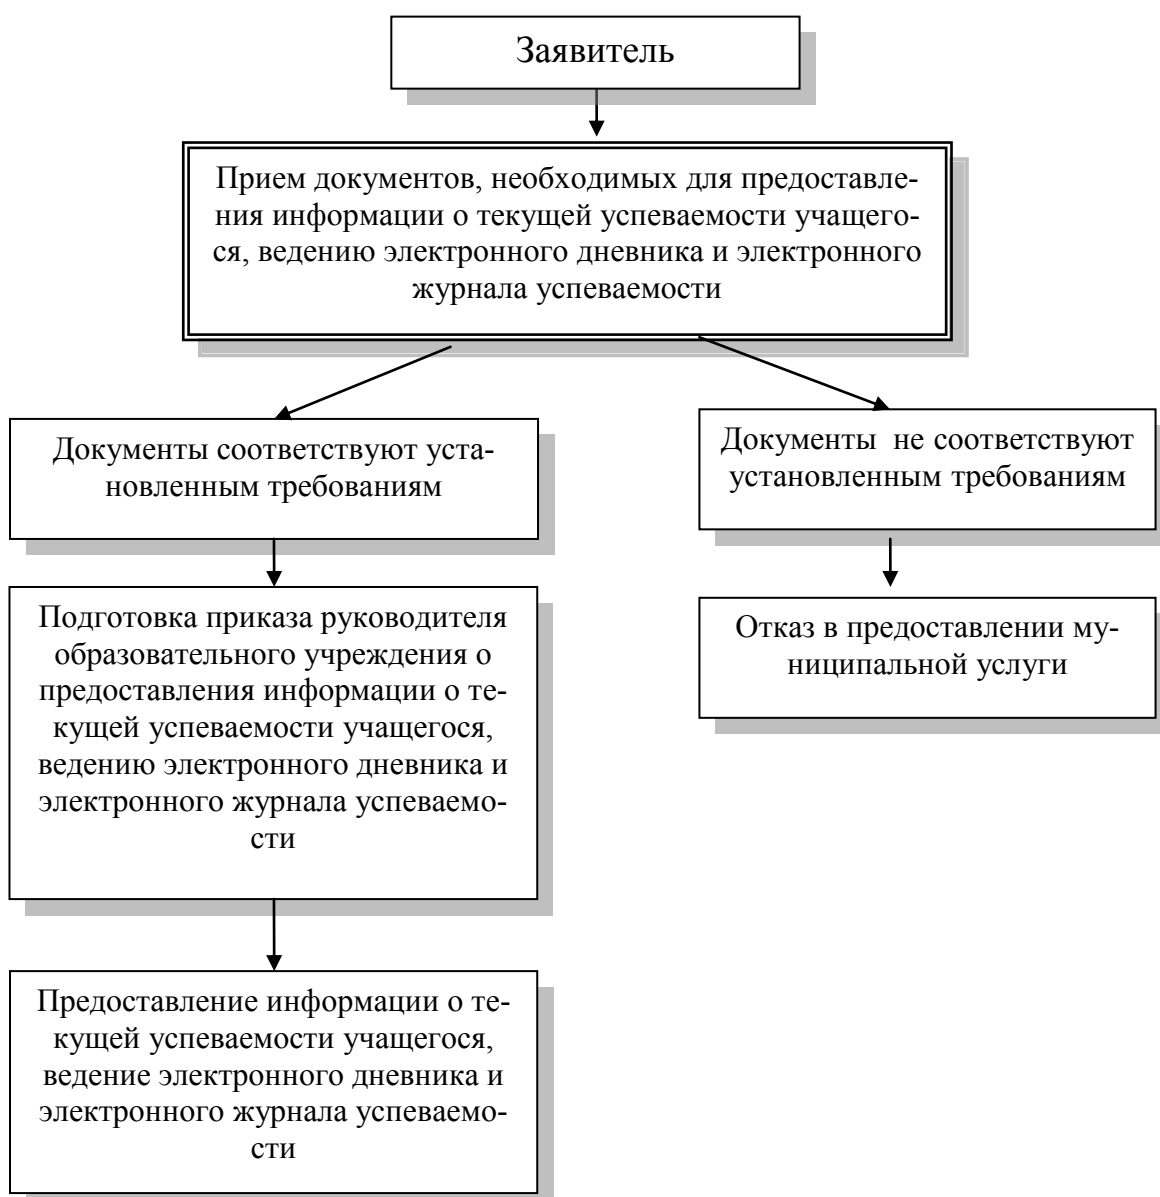 Заявитель
Прием документов, необходимых для предоставле-
ния информации о текущей успеваемости учащего-
ся, ведению электронного дневника и электронного
журнала успеваемости
Документы соответствуют уста-
новленным требованиям
Документы  не соответствуют
установленным требованиям
Подготовка приказа руководителя
образовательного учреждения о
предоставления информации о те-
кущей успеваемости учащегося,
ведению электронного дневника и
электронного журнала успеваемо-
сти
Отказ в предоставлении му-
ниципальной услуги
Предоставление информации о те-
кущей успеваемости учащегося,
ведение электронного дневника и
электронного журнала успеваемо-
сти